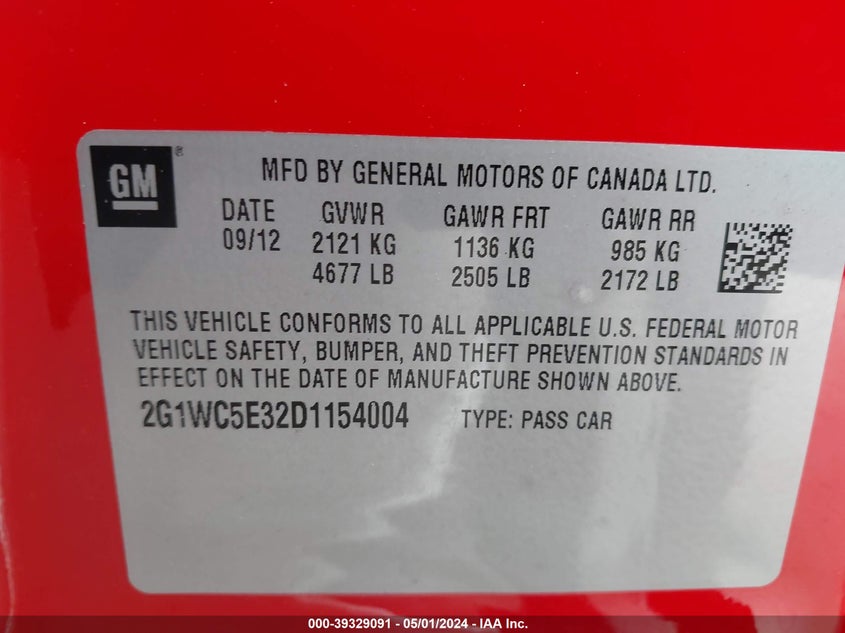 GM ®
MFD BY GENERAL MOTORS OF CANADA LTD.
DATE GVWR GAWR FRT GAWR RR
09/12 2121 KG 1136 KG 985 KG
4677 LB 2505 LB 2172 LB
THIS VEHICLE CONFORMS TO ALL APPLICABLE U.S. FEDERAL MOTOR
VEHICLE SAFETY, BUMPER, AND THEFT PREVENTION STANDARDS IN
EFFECT ON THE DATE OF MANUFACTURE SHOWN ABOVE.
2G1WC5E32D1154004 TYPE: PASS CAR
000-39329091 - 05/01/2024 - IAA Inc.